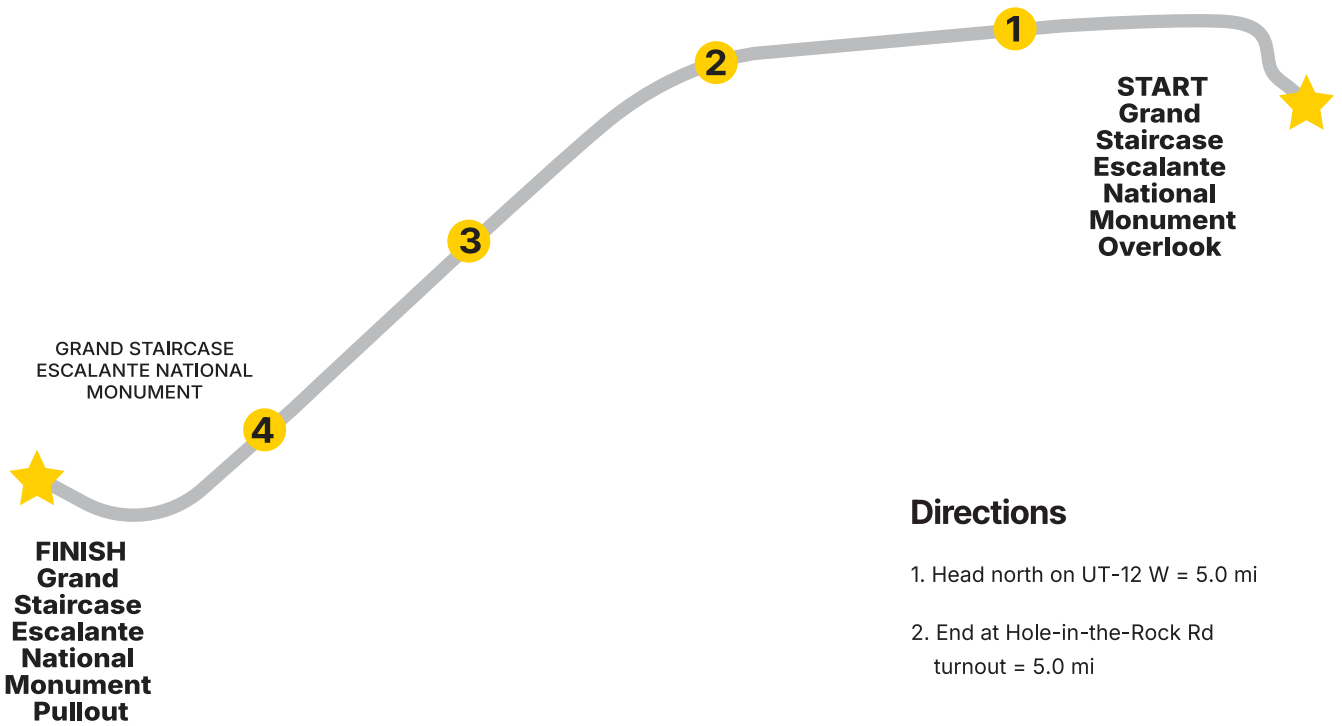 1
2
START
Grand
Staircase
Escalante
National
Monument
Overlook
3
GRAND STAIRCASE
ESCALANTE NATIONAL
MONUMENT
4
FINISH
Grand
Staircase
Escalante
National
Monument
Pullout
Directions
1. Head north on UT-12 W = 5.0 mi
2. End at Hole-in-the-Rock Rd
turnout = 5.0 mi